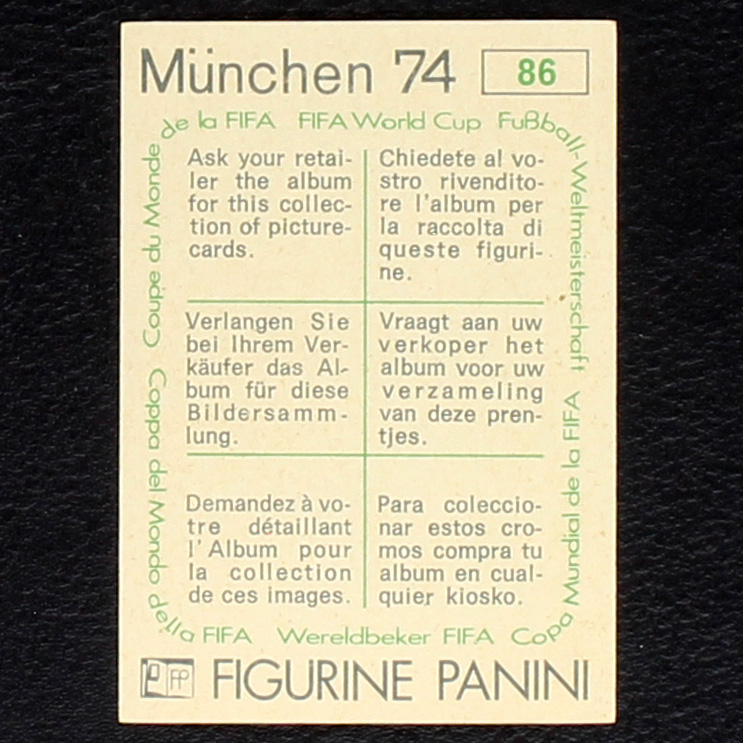 München 74 86
Coupe du Monde de la FIFA FIFA World Cup Fußball-Weltmeisterschaft
Ask your retai-
ler the album
for this collec-
tion of picture-
cards.
Chiedete al vo-
stro rivendito-
re l'album per
la raccolta di
queste figuri-
ne.
Verlangen Sie
bei Ihrem Ver-
käufer das Al-
bum für diese
Bildersamm-
lung.
Vraagt aan uw
verkoper het
album voor uw
verzameling
van deze pren-
tjes.
Demandez à vo-
tre détaillant
l'Album pour
la collection
de ces images.
Para coleccio-
nar estos cro-
mos compra tu
album en cual-
quier kiosko.
Coppa del Mondo della FIFA Wereldbeker FIFA Copa Mundial de la FIFA
FP FIGURINE PANINI